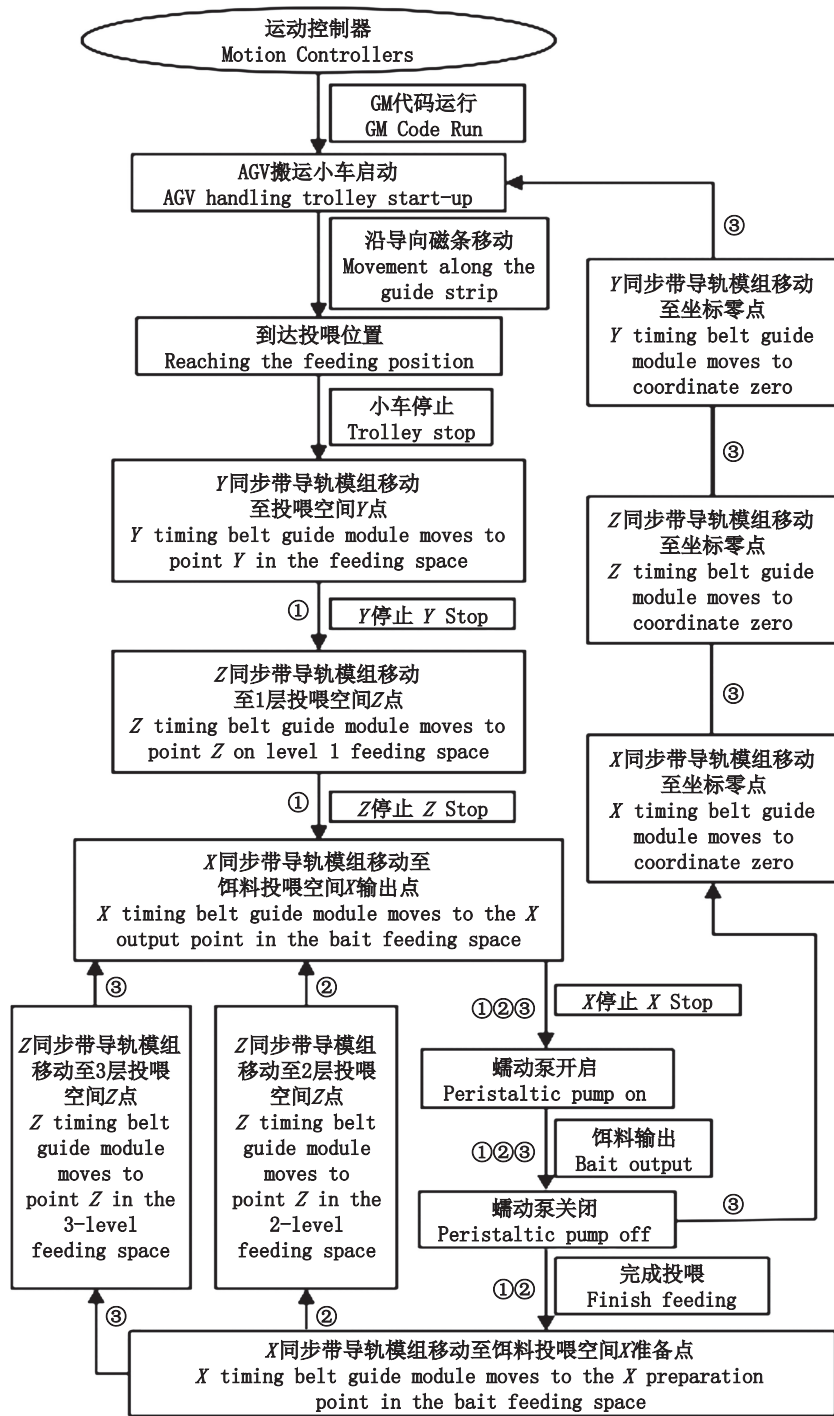 运动控制器
Motion Controllers
GM代码运行
GM Code Run
AGV搬运小车启动
AGV handling trolley start-up
沿导向磁条移动
Movement along the
guide strip
到达投喂位置
Reaching the feeding position
小车停止
Trolley stop
Y同步带导轨模组移动
至投喂空间Y点
Y timing belt guide module moves to
point Y in the feeding space
①
Y停止 Y Stop
Z同步带导轨模组移动
至1层投喂空间Z点
Z timing belt guide module moves to
point Z on level 1 feeding space
①
Z停止 Z Stop
X同步带导轨模组移动至
饵料投喂空间X输出点
X timing belt guide module moves to the X
output point in the bait feeding space
③
②
①②③
X停止 X Stop
Z同步带导轨模组
移动至3层投喂
空间Z点
Z timing belt
guide module
moves to
point Z in the
3-level
feeding space
Z同步带导模组
移动至2层投喂
空间Z点
Z timing belt
guide module
moves to
point Z in the
2-level
feeding space
蠕动泵开启
Peristaltic pump on
①②③
饵料输出
Bait output
蠕动泵关闭
Peristaltic pump off
③
①②
完成投喂
Finish feeding
③
②
X同步带导轨模组移动至饵料投喂空间X准备点
X timing belt guide module moves to the X preparation
point in the bait feeding space
③
Y同步带导轨模组移动
至坐标零点
Y timing belt guide
module moves to
coordinate zero
③
Z同步带导轨模组移动
至坐标零点
Z timing belt guide
module moves to
coordinate zero
③
X同步带导轨模组移动
至坐标零点
X timing belt guide
module moves to
coordinate zero